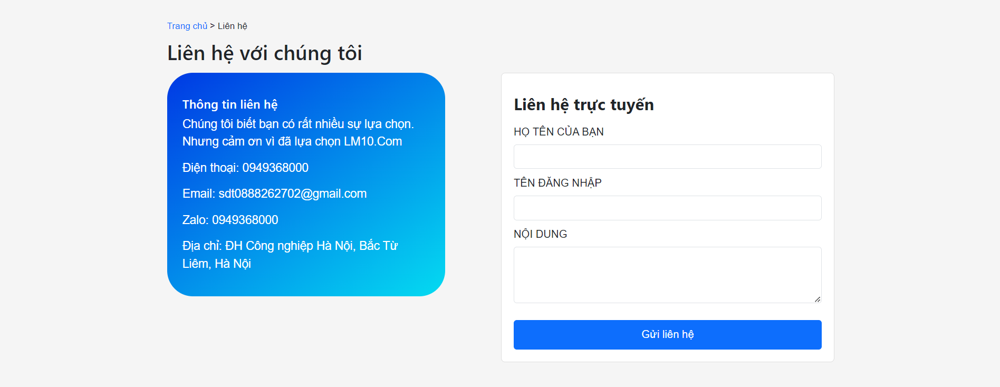 Trang chủ > Liên hệ
Liên hệ với chúng tôi
Thông tin liên hệ
Chúng tôi biết bạn có rất nhiều sự lựa chọn.
Nhưng cảm ơn vì đã lựa chọn LM10.Com
Điện thoại: 0949368000
Email: sdt0888262702@gmail.com
Zalo: 0949368000
Địa chỉ: ĐH Công nghiệp Hà Nội, Bắc Từ
Liêm, Hà Nội
Liên hệ trực tuyến
HỌ TÊN CỦA BẠN
TÊN ĐĂNG NHẬP
NỘI DUNG
Gửi liên hệ